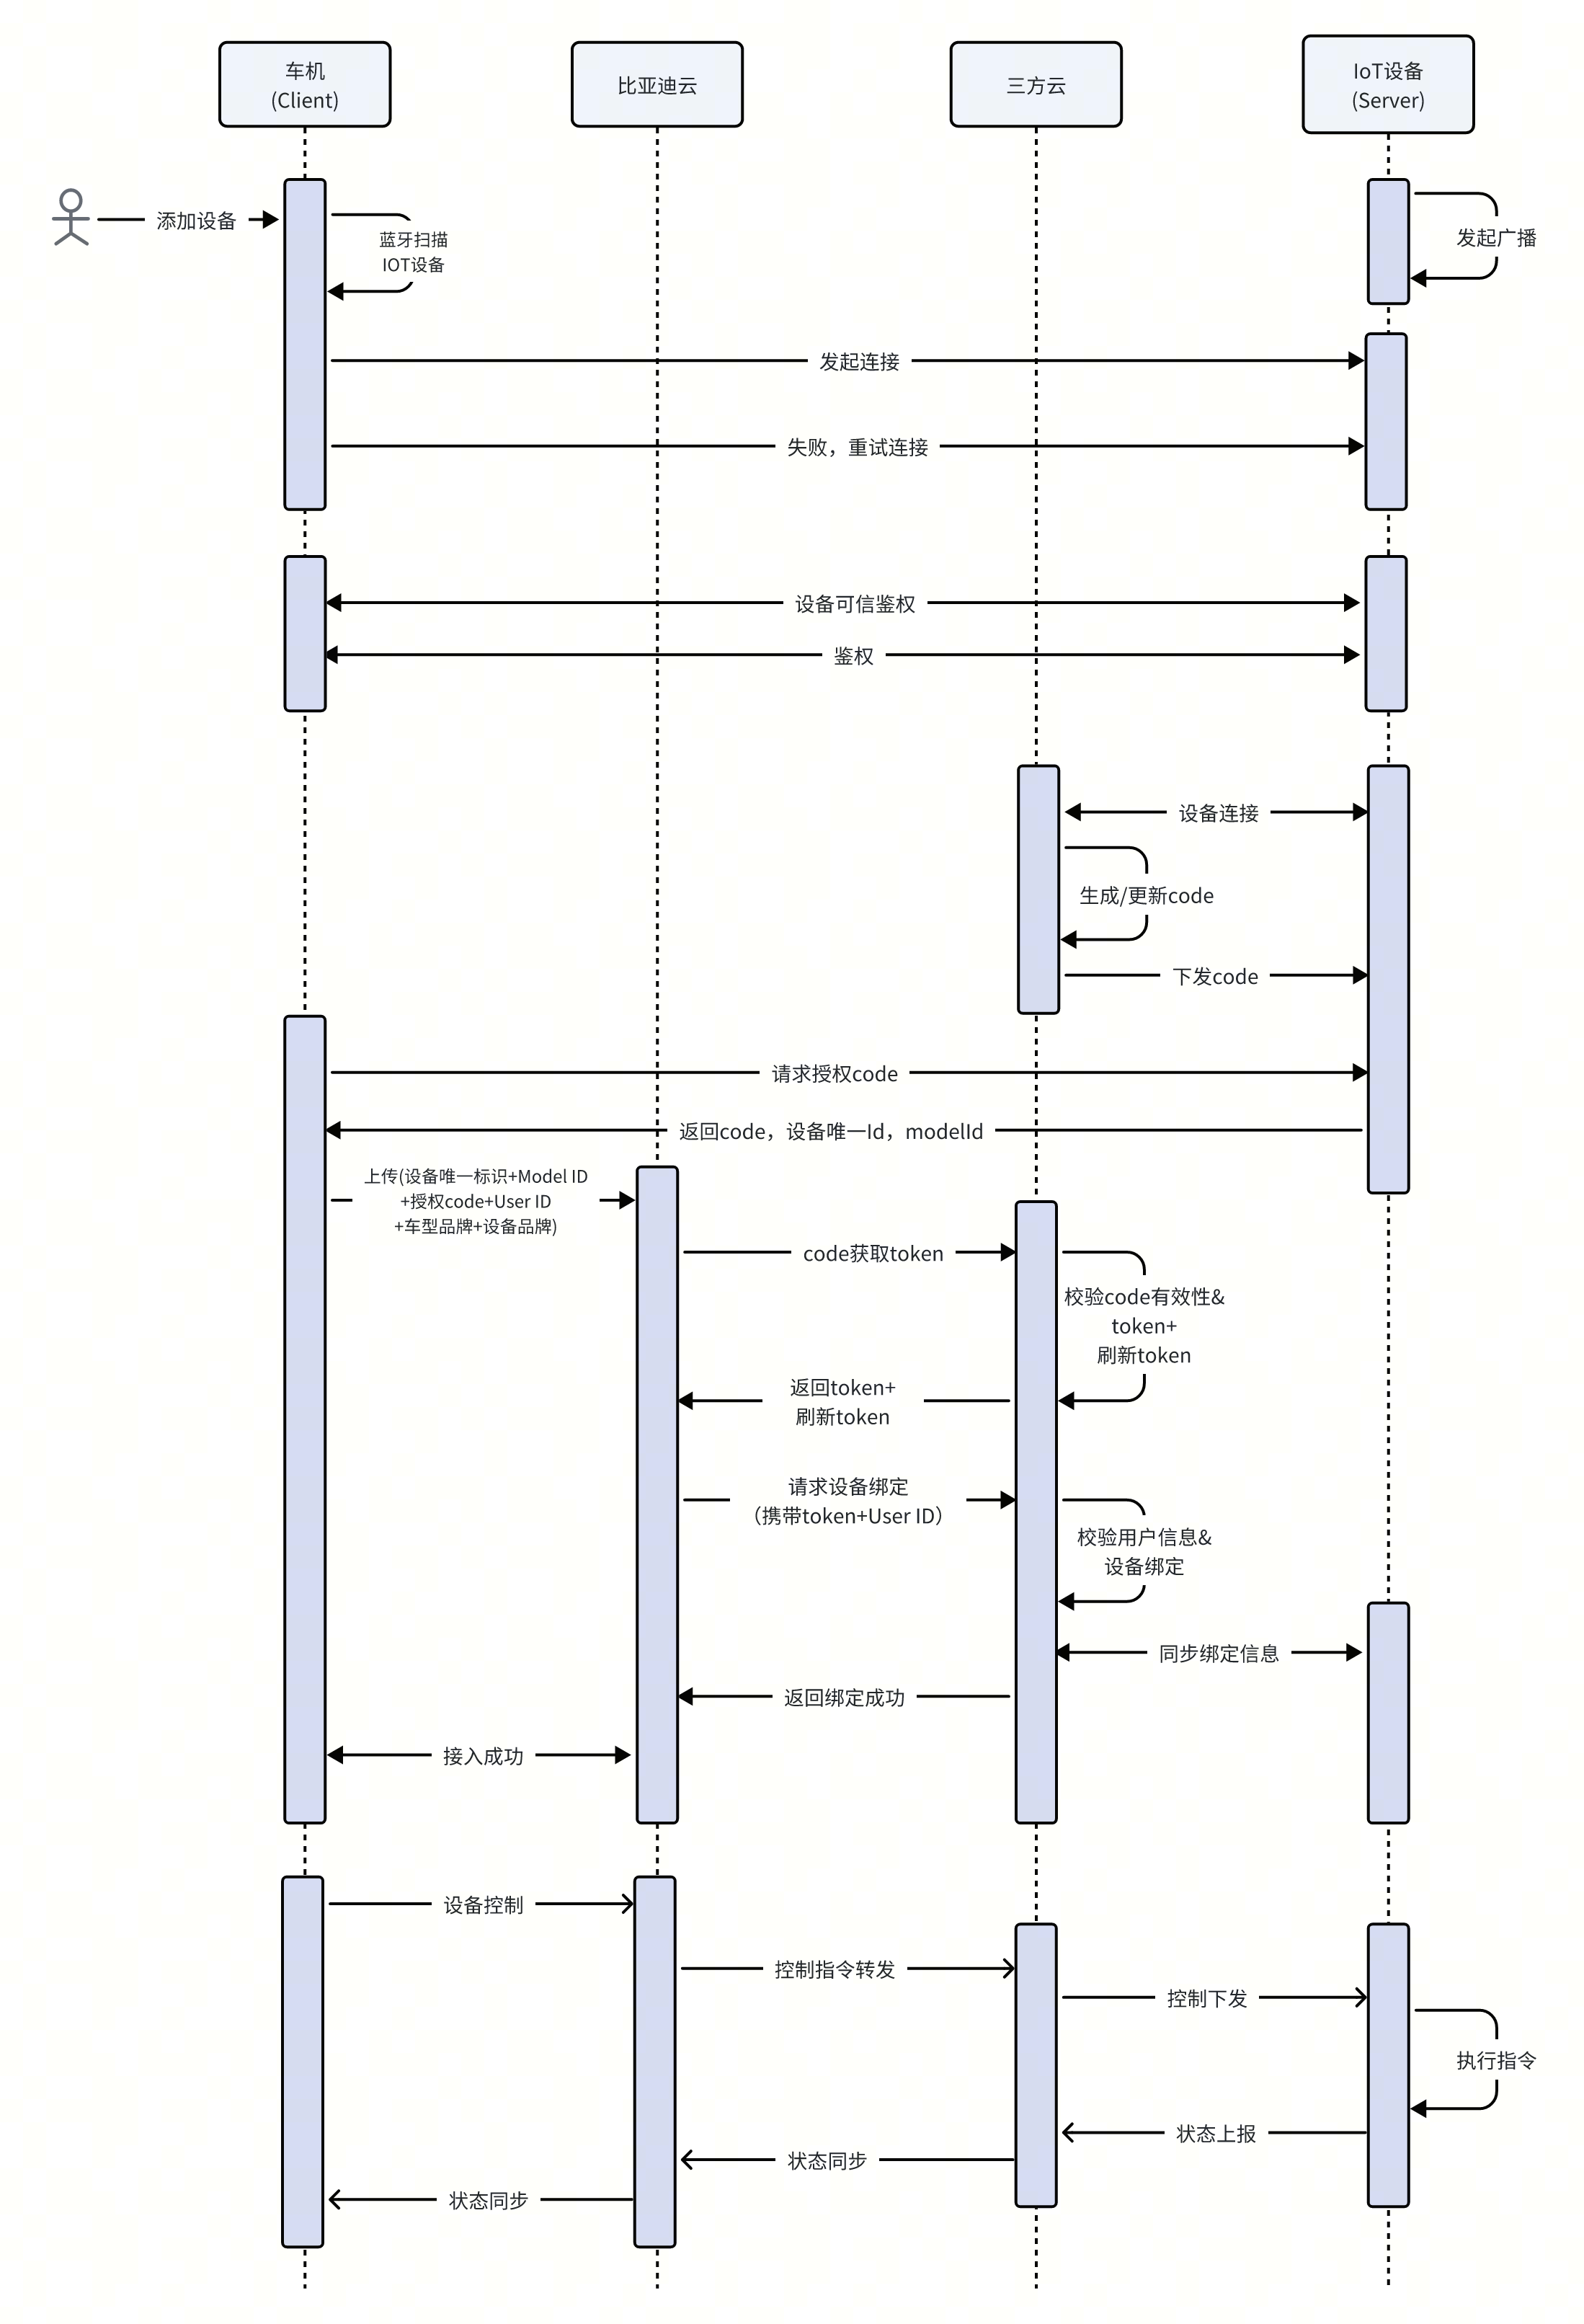 车机
(Client)
比亚迪云
三方云
IoT设备
(Server)
添加设备
蓝牙扫描
IOT设备
发起广播
发起连接
失败，重试连接
设备可信鉴权
鉴权
设备连接
生成/更新code
下发code
请求授权code
返回code，设备唯一Id，modelId
上传(设备唯一标识+Model ID
+授权code+User ID
+车型品牌+设备品牌)
code获取token
校验code有效性&
token+
刷新token
返回token+
刷新token
请求设备绑定
（携带token+User ID）
校验用户信息&
设备绑定
同步绑定信息
返回绑定成功
接入成功
设备控制
控制指令转发
控制下发
执行指令
状态上报
状态同步
状态同步